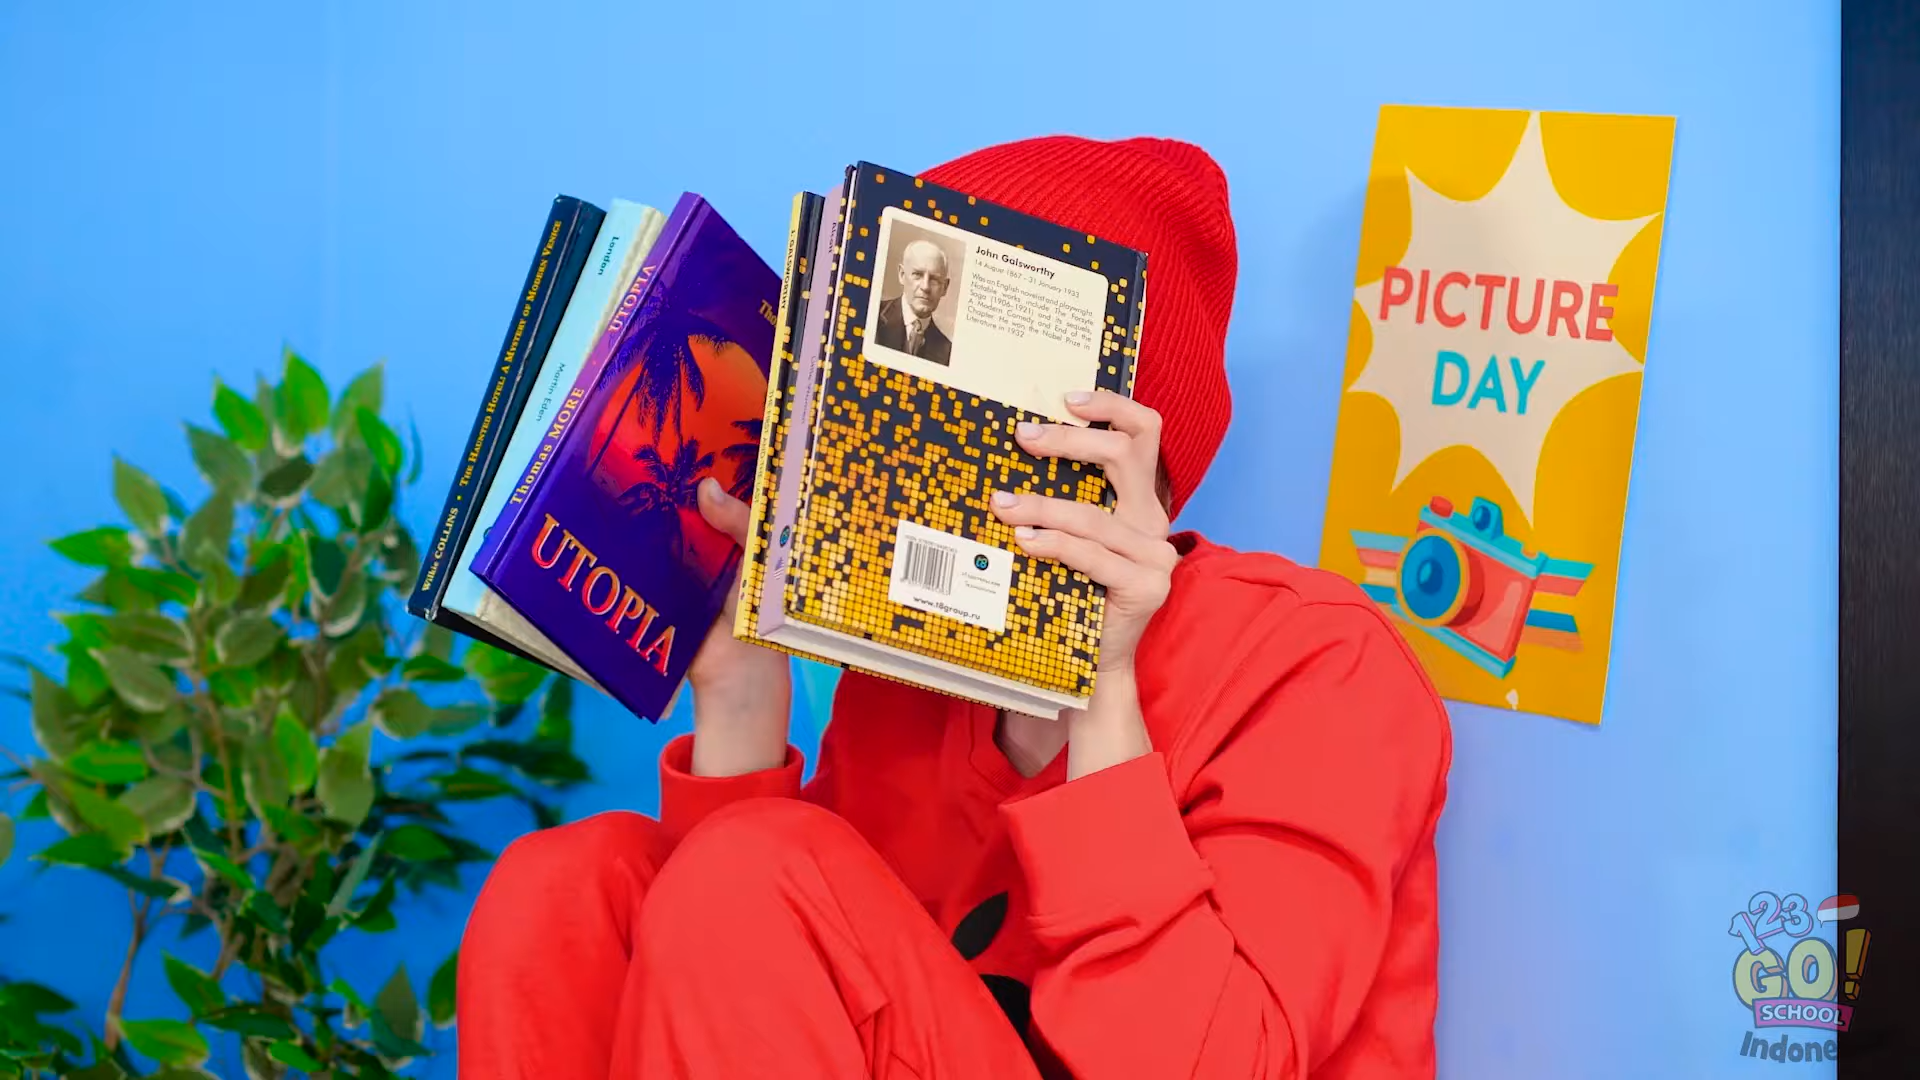 Wilkie COLLINS • THE HAUNTED HOTEL: A MYSTERY OF MODERN VENICE
London
Martin Eden
Thomas MORE UTOPIA
UTOPIA
J. GALSWORTHY
John Galsworthy
14 August 1867 – 31 January 1933
Was an English novelist and playwright.
Notable works include The Forsyte
Saga (1906–1921) and its sequels,
A Modern Comedy and End of the
Chapter. He won the Nobel Prize in
Literature in 1932
www.18group.ru
PICTURE
DAY
123
GO!
SCHOOL
Indone